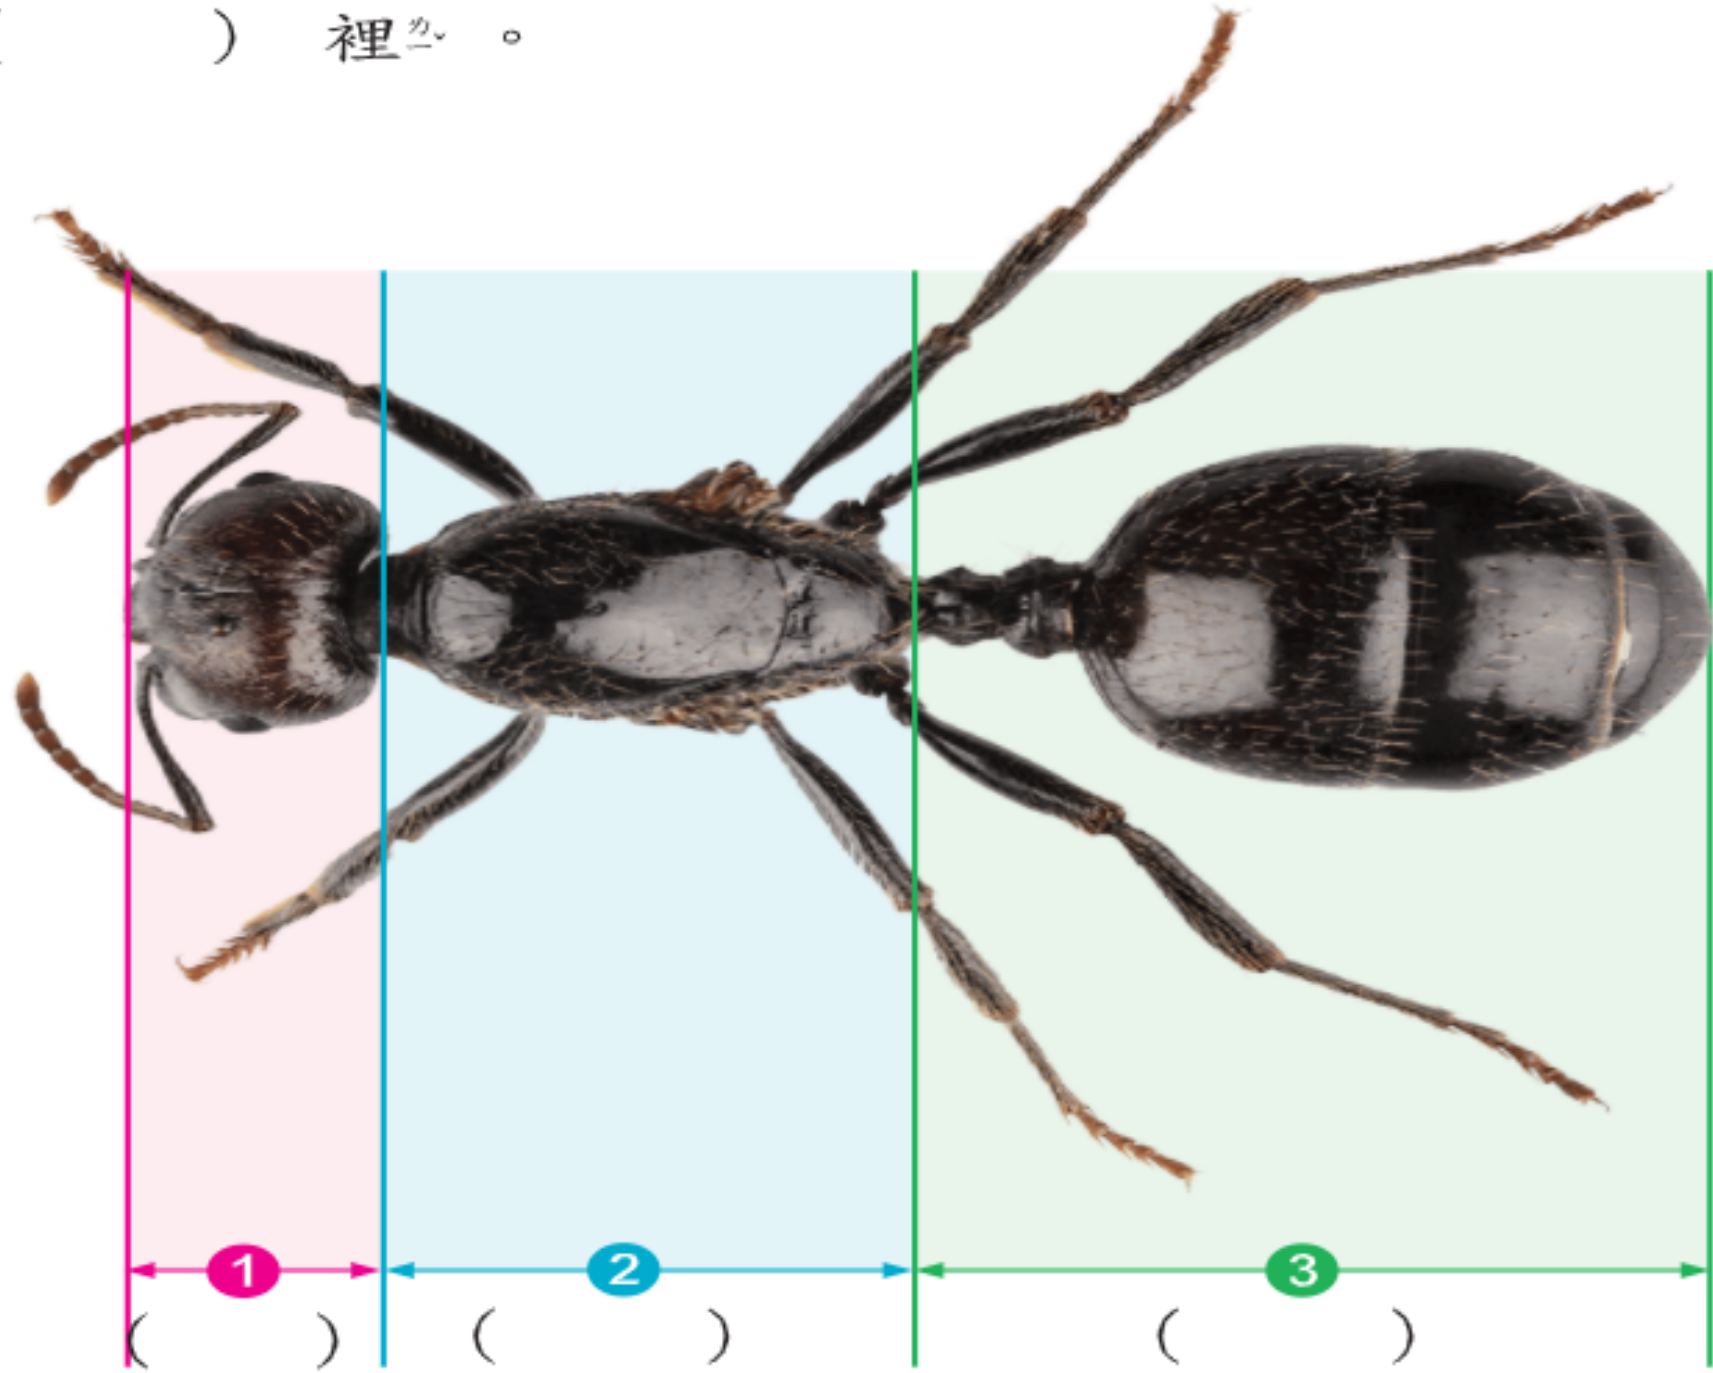 ） 裡ㄌㄧˇ 。
1 2 3
（ ） （ ） （ ）